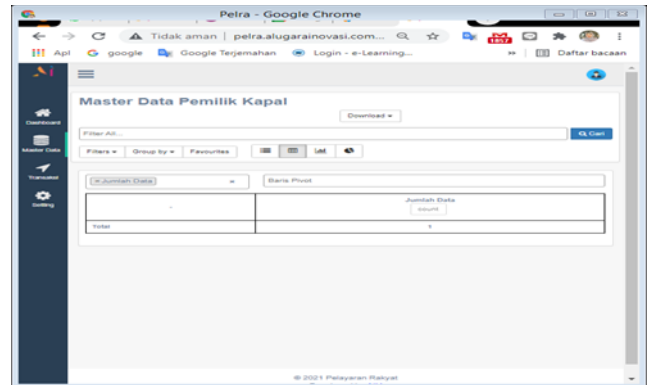 Pelra - Google Chrome
Tidak aman | pelra.alugarainovasi.com...
Apl google Google Terjemahan Login - e-Learning... » Daftar bacaan
Master Data Pemilik Kapal
Dashboard
Download
Filter All...
Cari
Master Data
Filters Group by Favourites
Transaksi
× Jumlah Data
Baris Pivot
Setting
Jumlah Data
-
count
Total 1
© 2021 Pelayaran Rakyat